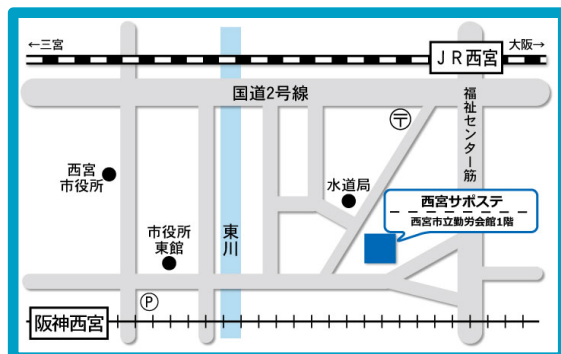 ←三宮
大阪→
JR西宮
国道2号線
福祉センター筋
〒
西宮
市役所
水道局
西宮サポステ
西宮市立勤労会館1階
市役所
東館
東川
P
阪神西宮